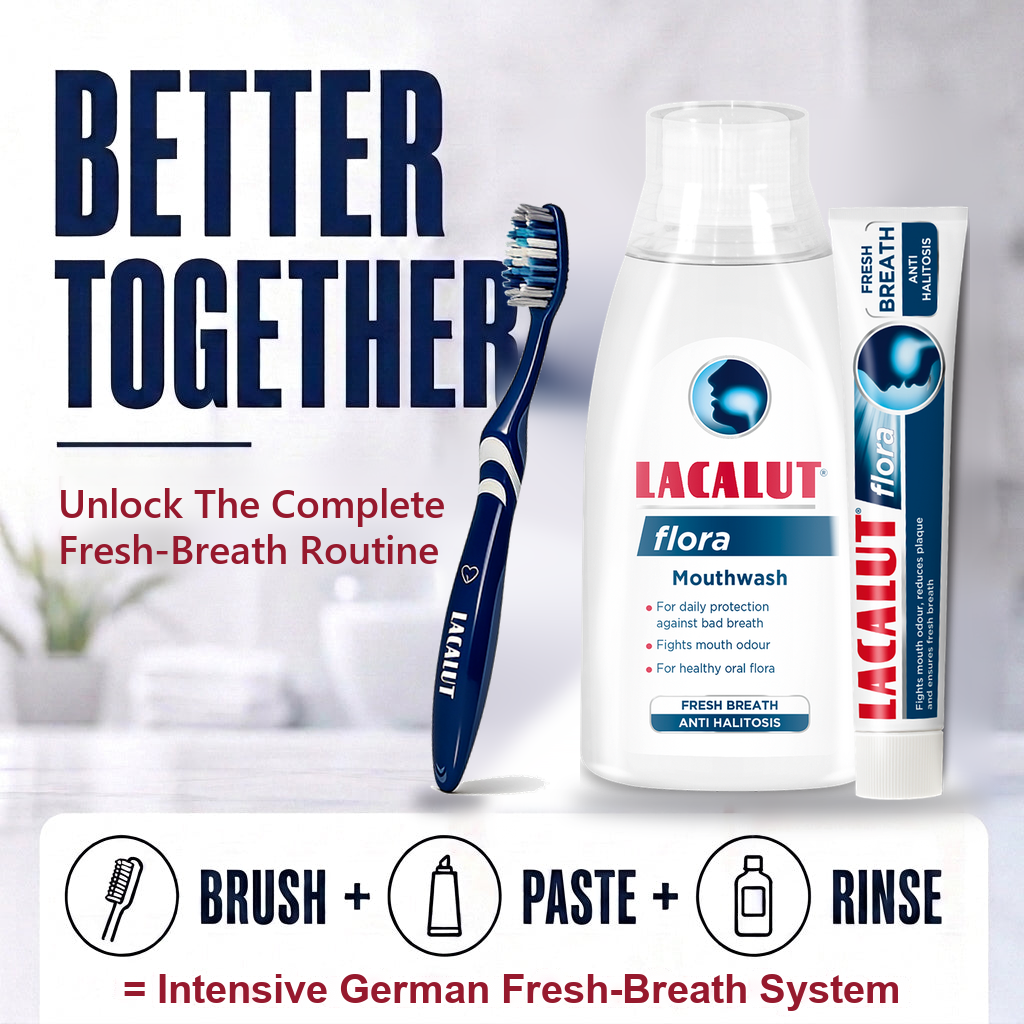 BETTER
TOGETHER
Unlock The Complete
Fresh-Breath Routine
LACALUT
LACALUT®
flora
Mouthwash
• For daily protection
against bad breath
• Fights mouth odour
• For healthy oral flora
FRESH BREATH
ANTI HALITOSIS
FRESH
BREATH
ANTI
HALITOSIS
LACALUT® flora
Fights mouth odour, reduces plaque
and ensures fresh breath
BRUSH + PASTE + RINSE
= Intensive German Fresh-Breath System